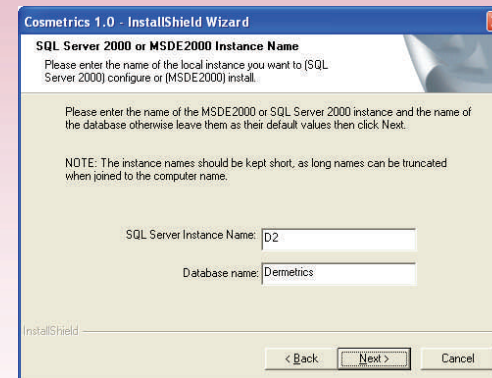 Cosmetrics 1.0 - InstallShield Wizard
SQL Server 2000 or MSDE2000 Instance Name
Please enter the name of the local instance you want to (SQL
Server 2000) configure or (MSDE2000) install.
Please enter the name of the MSDE2000 or SQL Server 2000 instance and the name of
the database otherwise leave them as their default values then click Next.
NOTE: The instance names should be kept short, as long names can be truncated
when joined to the computer name.
SQL Server Instance Name: D2
Database name: Dermetrics
InstallShield
< Back Next > Cancel